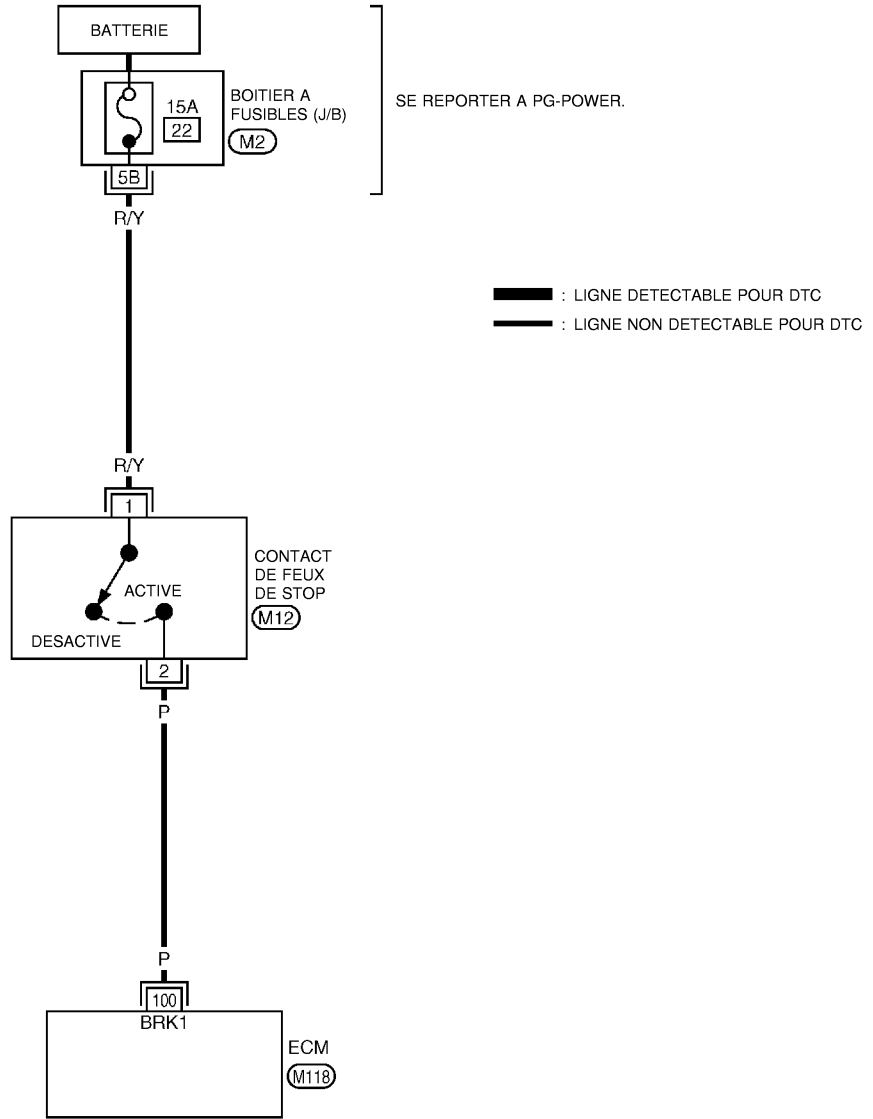 BATTERIE
15A
22
BOITIER A
FUSIBLES (J/B)
M2
SE REPORTER A PG-POWER.
5B
R/Y
: LIGNE DETECTABLE POUR DTC
: LIGNE NON DETECTABLE POUR DTC
R/Y
1
CONTACT
DE FEUX
DE STOP
M12
ACTIVE
DESACTIVE
2
P
P
100
BRK1
ECM
M118